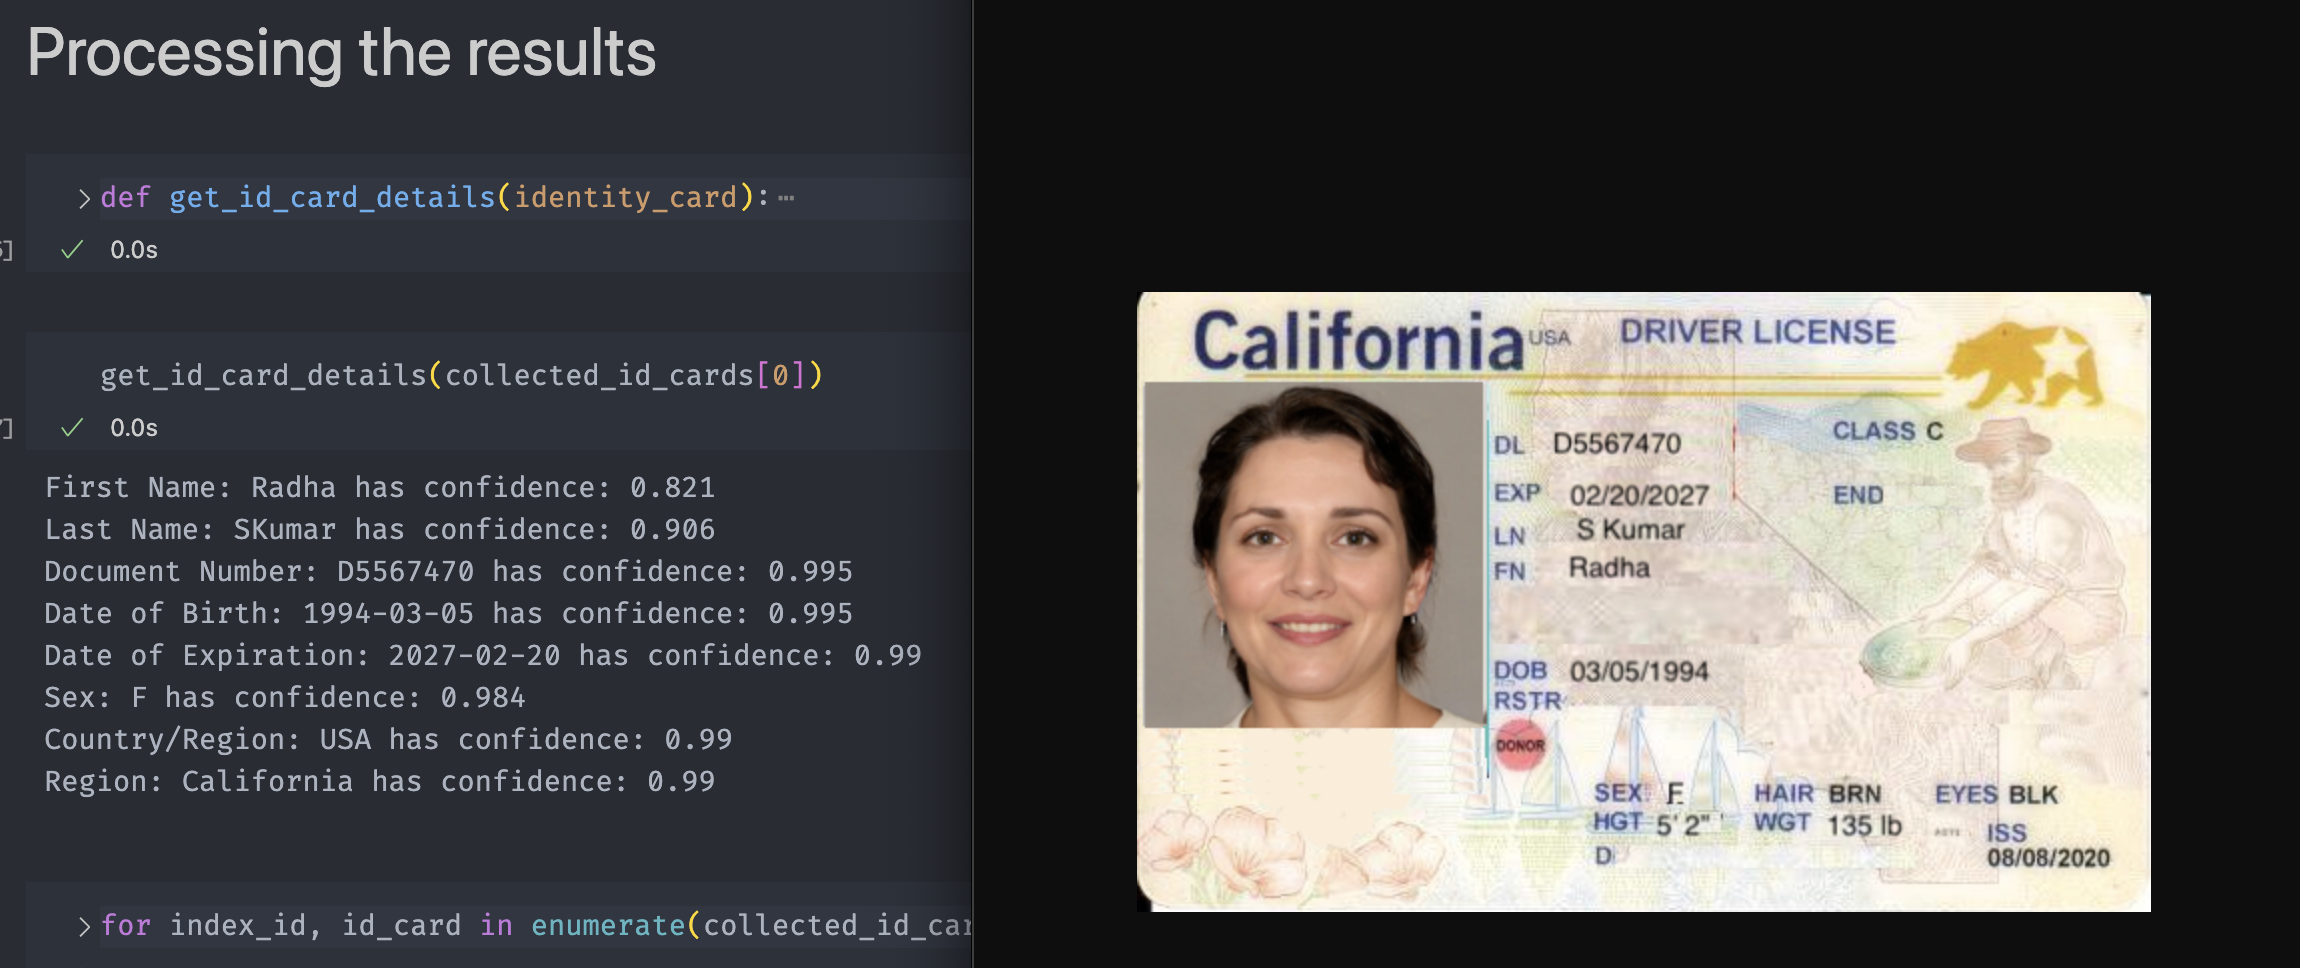 Processing the results
def get_id_card_details(identity_card):…
5]
0.0s
get_id_card_details(collected_id_cards[0])
0.0s
First Name: Radha has confidence: 0.821
Last Name: SKumar has confidence: 0.906
Document Number: D5567470 has confidence: 0.995
Date of Birth: 1994-03-05 has confidence: 0.995
Date of Expiration: 2027-02-20 has confidence: 0.99
Sex: F has confidence: 0.984
Country/Region: USA has confidence: 0.99
Region: California has confidence: 0.99
for index_id, id_card in enumerate(collected_id_car
California USA DRIVER LICENSE
DL D5567470 CLASS C
EXP 02/20/2027 END
LN S Kumar
FN Radha
DOB 03/05/1994
RSTR
DONOR
SEX F HAIR BRN EYES BLK
HGT 5' 2" WGT 135 lb ISS
D 08/08/2020